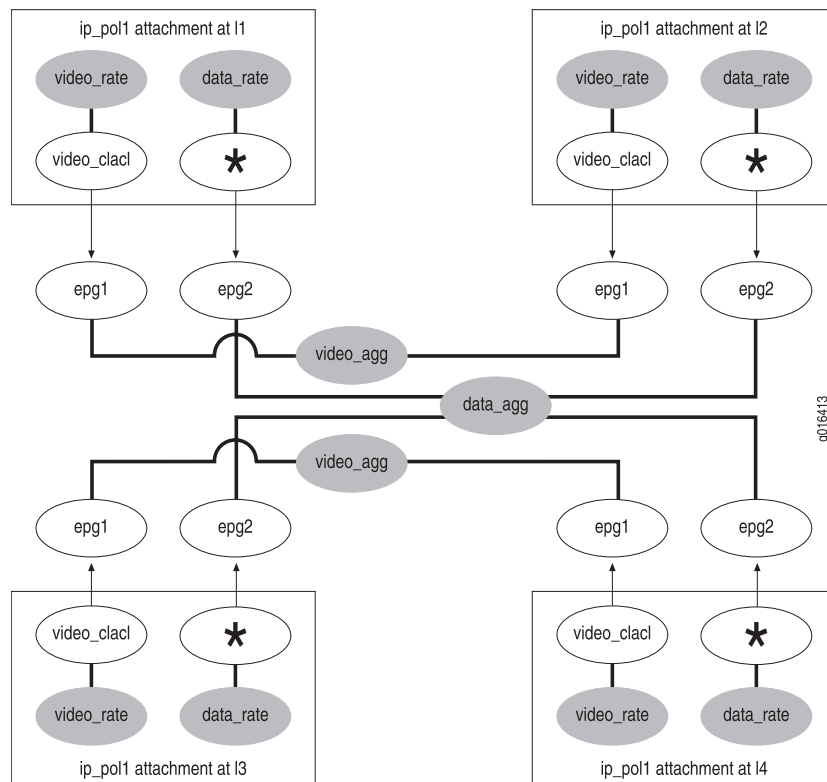 ip_pol1 attachment at l1
ip_pol1 attachment at l2
video_rate
data_rate
video_rate
data_rate
video_clacl
*
video_clacl
*
epg1
epg2
epg1
epg2
video_agg
data_agg
g016413
video_agg
epg1
epg2
epg1
epg2
video_clacl
*
video_clacl
*
video_rate
data_rate
video_rate
data_rate
ip_pol1 attachment at l3
ip_pol1 attachment at l4